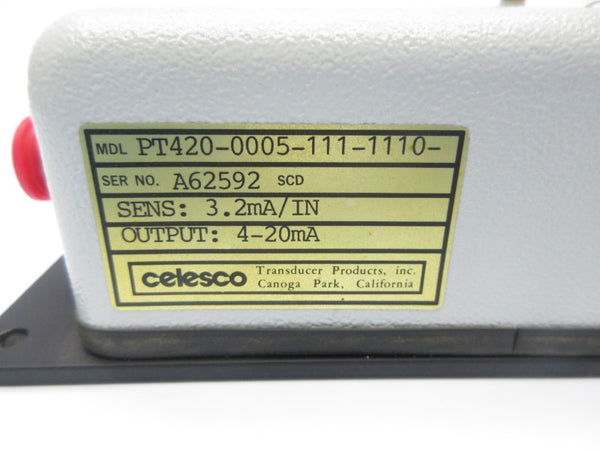 MDL PT420-0005-111-1110-
SER NO. A62592 SCD
SENS: 3.2mA/IN
OUTPUT: 4-20mA
celesco Transducer Products, inc.
Canoga Park, California